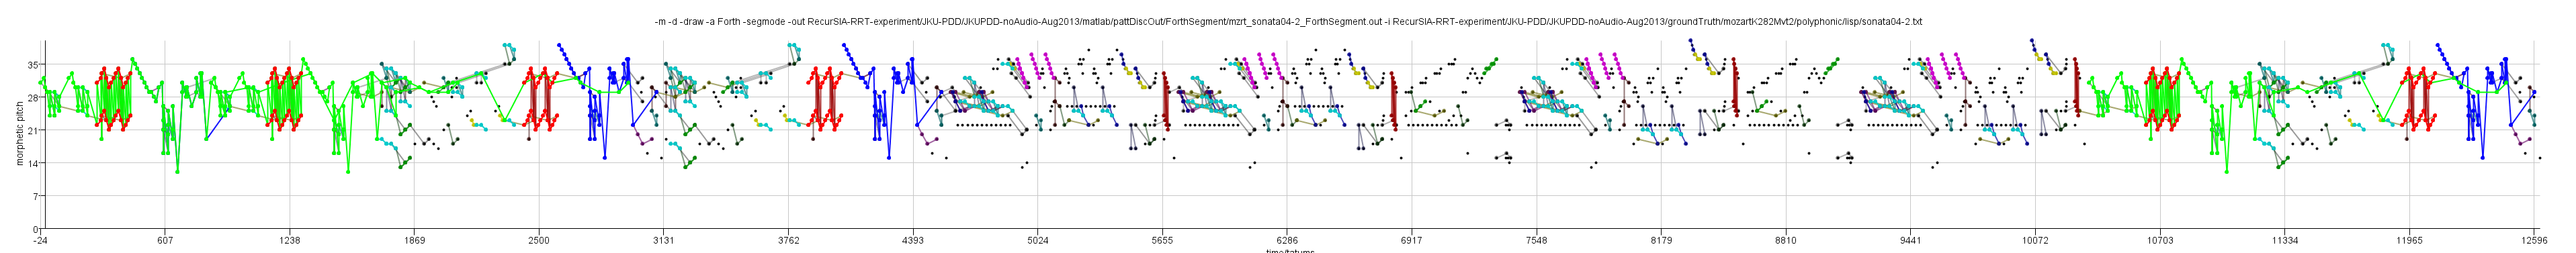 -m -d -draw -a Forth -segmode -out RecurSIA-RRT-experiment/JKU-PDD/JKUPDD-noAudio-Aug2013/matlab/pattDiscOut/ForthSegment/mzrt_sonata04-2_ForthSegment.out -i RecurSIA-RRT-experiment/JKU-PDD/JKUPDD-noAudio-Aug2013/groundTruth/mozartK282Mvt2/polyphonic/lisp/sonata04-2.txt
morphetic pitch
35
28
21
14
7
0
-24 607 1238 1869 2500 3131 3762 4393 5024 5655 6286 6917 7548 8179 8810 9441 10072 10703 11334 11965 12596
time/tatums